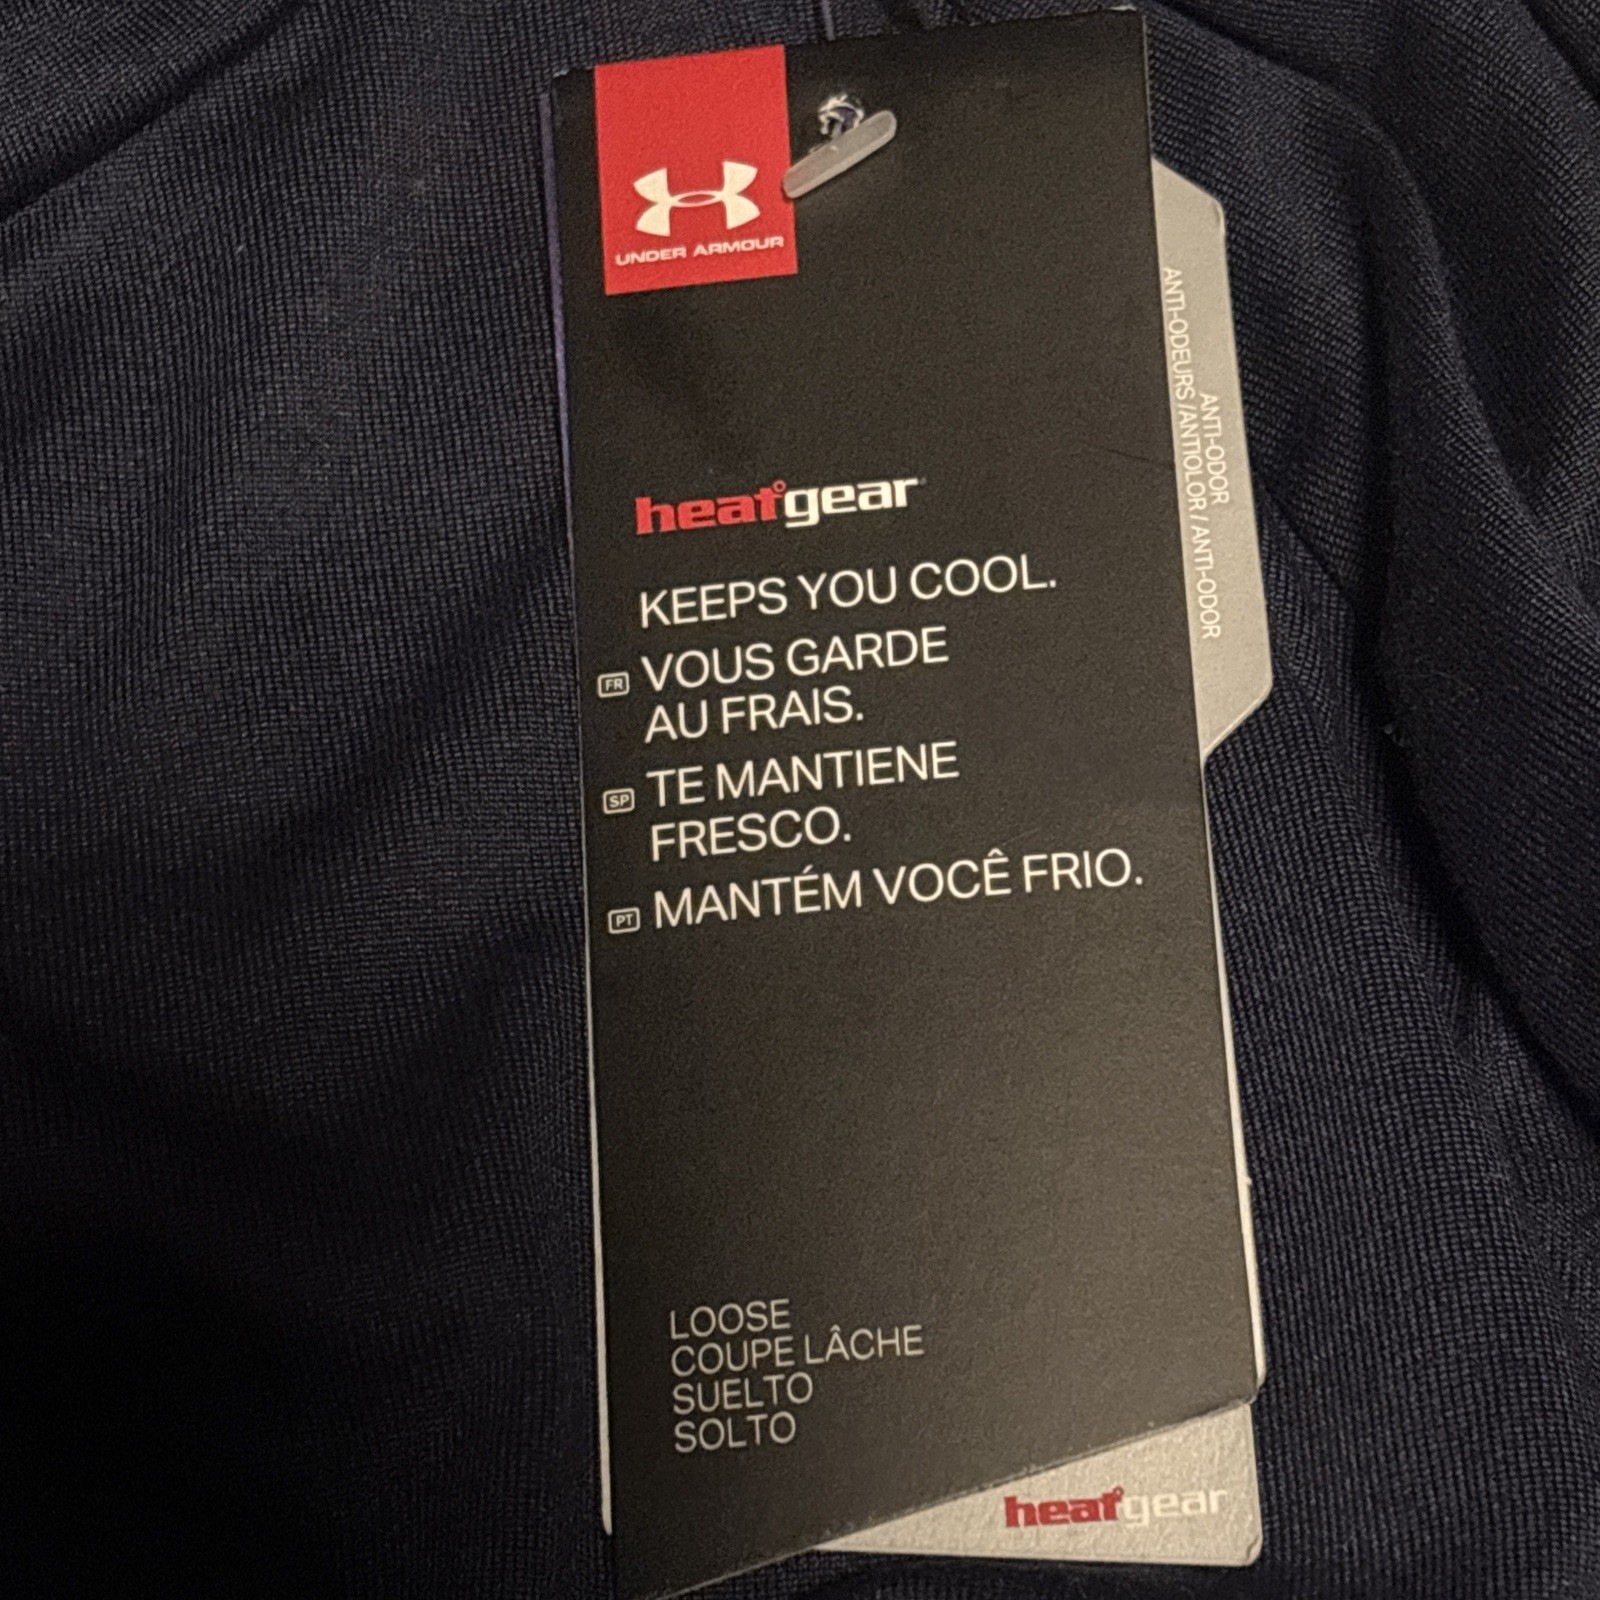 UNDER ARMOUR
heatgear
KEEPS YOU COOL.
FR VOUS GARDE
AU FRAIS.
SP TE MANTIENE
FRESCO.
PT MANTÉM VOCÊ FRIO.
LOOSE
COUPE LÂCHE
SUELTO
SOLTO
ANTI-ODOR
ANTI-ODEURS / ANTIOLOR / ANTI-ODOR
heatgear